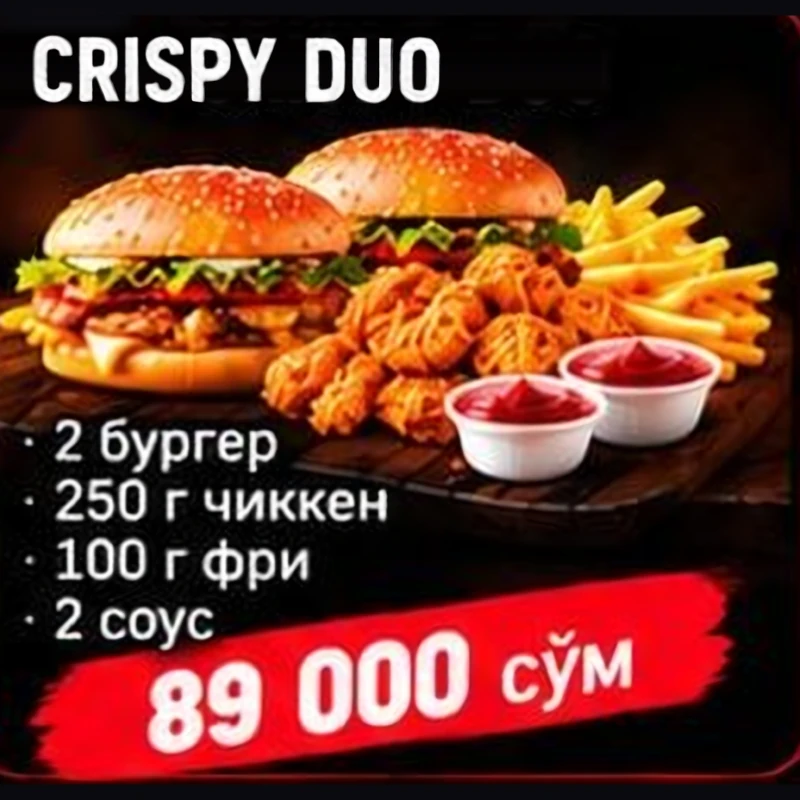 CRISPY DUO
· 2 бургер
· 250 г чиккен
· 100 г фри
· 2 соус
89 000 сўм